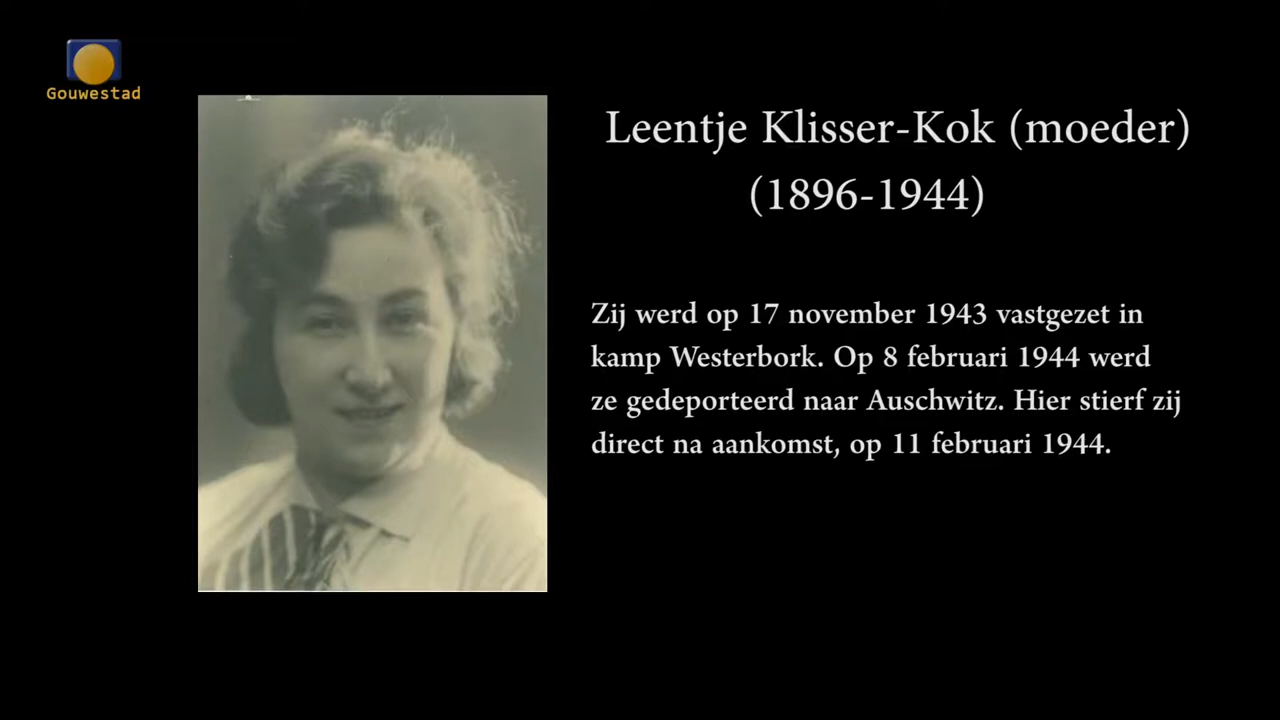 Gouwestad
Leentje Klisser-Kok (moeder)
(1896-1944)
Zij werd op 17 november 1943 vastgezet in
kamp Westerbork. Op 8 februari 1944 werd
ze gedeporteerd naar Auschwitz. Hier stierf zij
direct na aankomst, op 11 februari 1944.